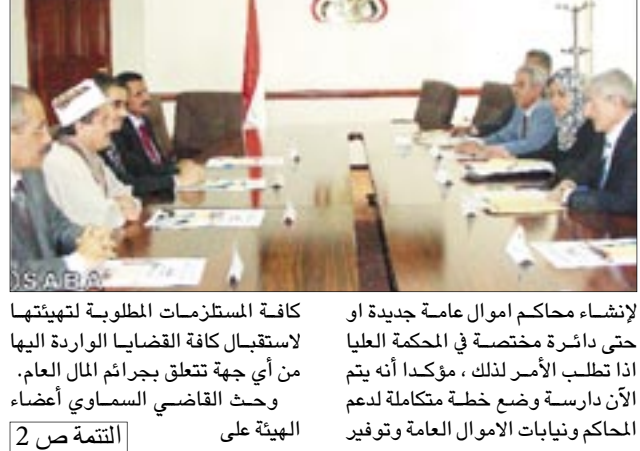 SABA
لإنشاء محاكم اموال عامة جديدة او
حتى دائرة مختصة في المحكمة العليا
اذا تطلب الأمر لذلك ، مؤكدا أنه يتم
الآن دارسة وضع خطة متكاملة لدعم
المحاكم ونيابات الاموال العامة وتوفير
كافة المستلزمات المطلوبة لتهيئتها
لاستقبال كافة القضايا الواردة اليها
من أي جهة تتعلق بجرائم المال العام.
وحث القاضي السماوي أعضاء
الهيئة على
التتمة ص 2